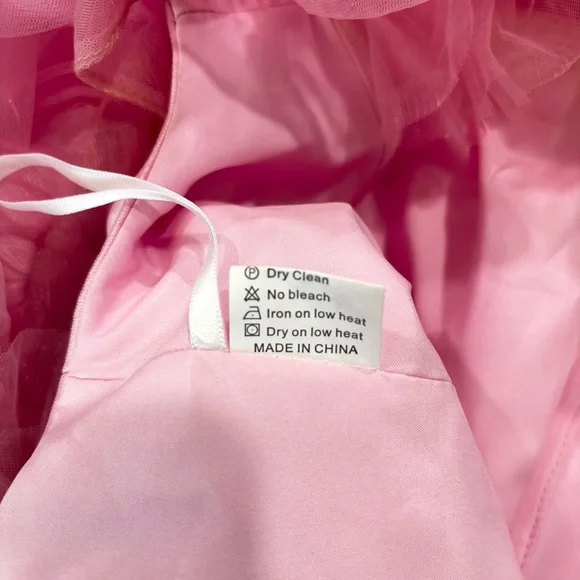 Ⓟ Dry Clean
No bleach
Iron on low heat
Dry on low heat
MADE IN CHINA